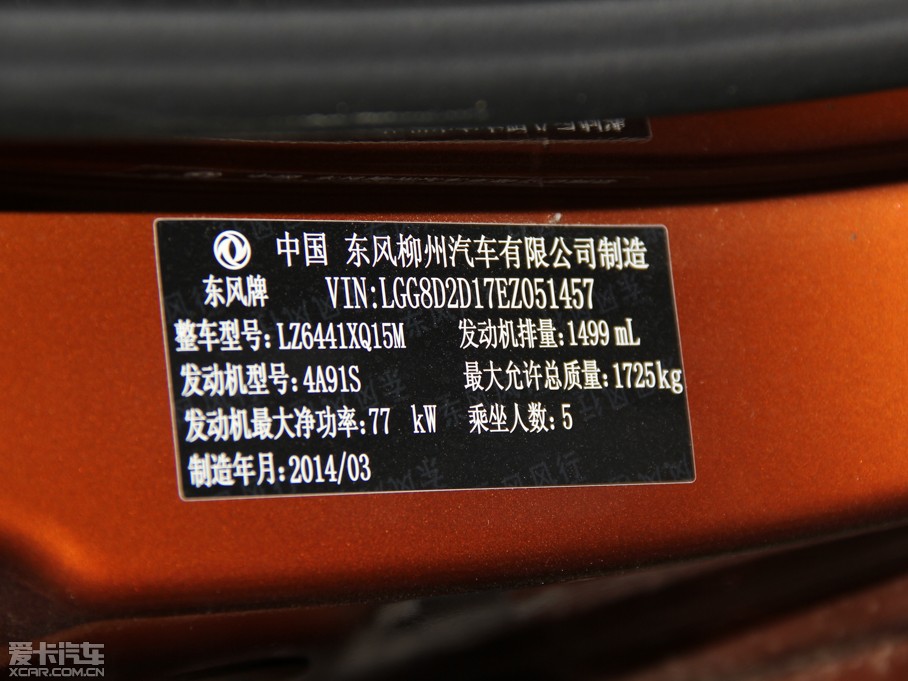 中国 东风柳州汽车有限公司制造
东风牌 VIN:LGG8D2D17EZ051457
整车型号:LZ6441XQ15M 发动机排量:1499 mL
发动机型号:4A91S 最大允许总质量:1725kg
发动机最大净功率:77 kW 乘坐人数:5
制造年月:2014/03
爱卡汽车
XCAR.COM.CN